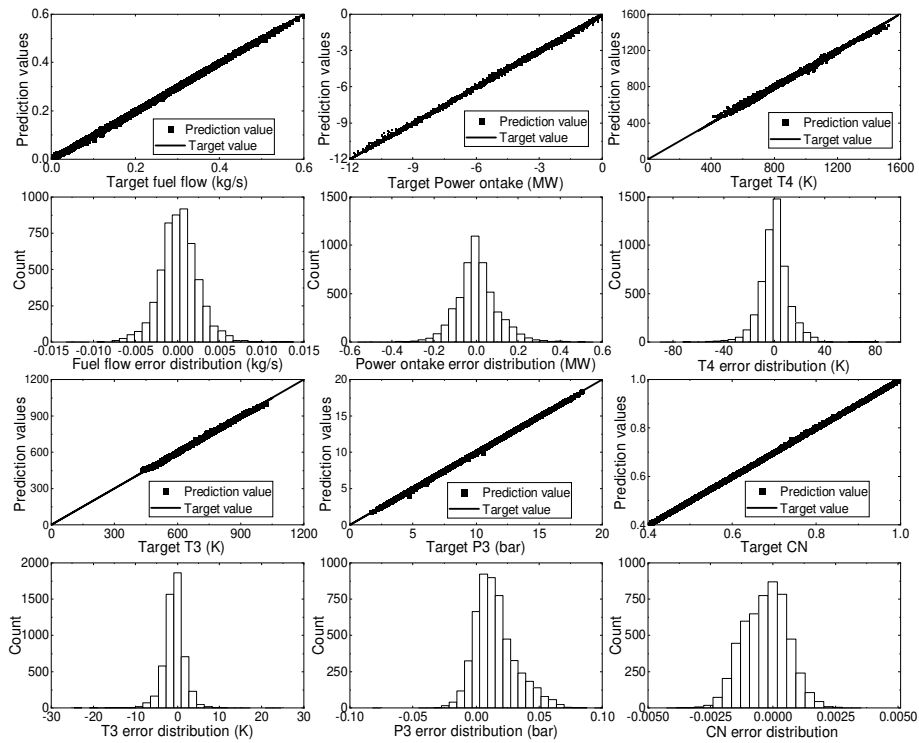 0.6
0.4
0.2
0.0
0.0 0.2 0.4 0.6
Prediction values
Target fuel flow (kg/s)
Prediction value
Target value
0
-3
-6
-9
-12
-12 -9 -6 -3 0
Prediction values
Target Power ontake (MW)
Prediction value
Target value
1600
1200
800
400
0
0 400 800 1200 1600
Prediction values
Target T4 (K)
Prediction value
Target value
1000
750
500
250
0
-0.015 -0.010 -0.005 0.000 0.005 0.010 0.015
Count
Fuel flow error distribution (kg/s)
1500
1000
500
0
-0.6 -0.4 -0.2 0.0 0.2 0.4 0.6
Count
Power ontake error distribution (MW)
1500
1000
500
0
-80 -40 0 40 80
Count
T4 error distribution (K)
1200
900
600
300
0
0 300 600 900 1200
Prediction values
Target T3 (K)
Prediction value
Target value
20
15
10
5
0
0 5 10 15 20
Prediction values
Target P3 (bar)
Prediction value
Target value
1.0
0.8
0.6
0.4
0.4 0.6 0.8 1.0
Prediction values
Target CN
Prediction value
Target value
2000
1500
1000
500
0
-30 -20 -10 0 10 20 30
Count
T3 error distribution (K)
1000
750
500
250
0
-0.10 -0.05 0.00 0.05 0.10
Count
P3 error distribution (bar)
1000
750
500
250
0
-0.0050 -0.0025 0.0000 0.0025 0.0050
Count
CN error distribution